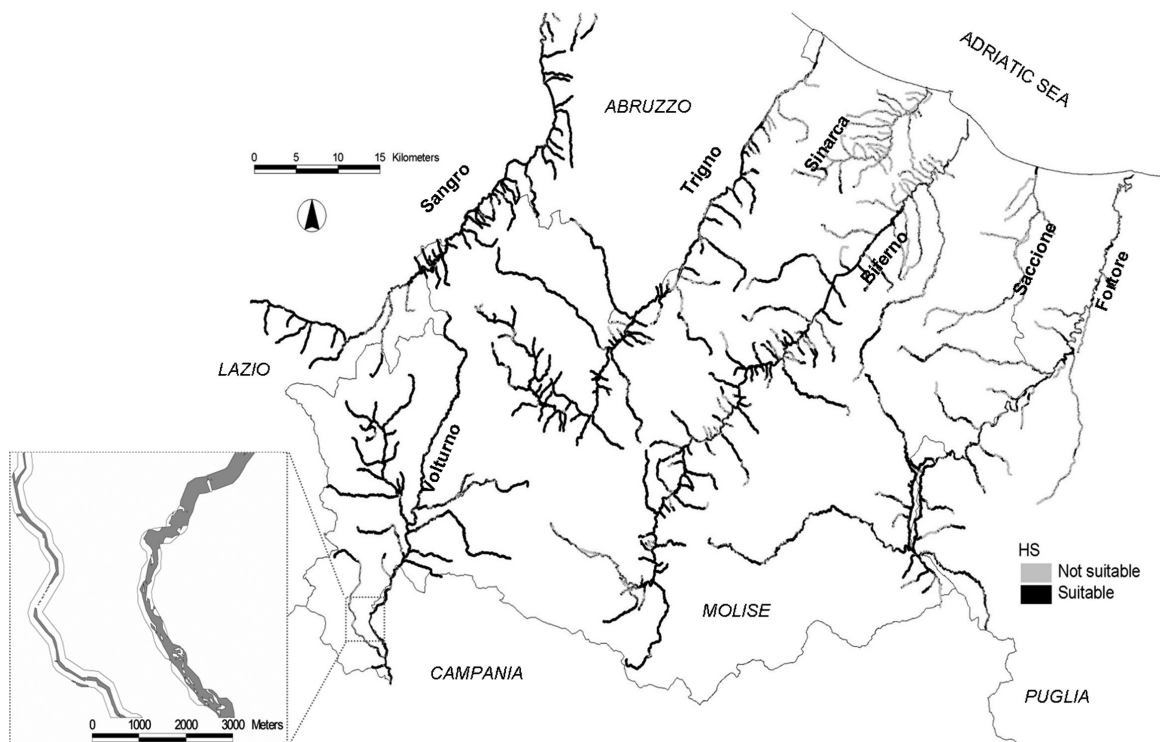 ADRIATIC SEA
ABRUZZO
0 5 10 15 Kilometers
Sangro
Trigno
Sinarca
Biferno
Saccione
Fortore
LAZIO
Volturno
HS
Not suitable
Suitable
MOLISE
CAMPANIA
PUGLIA
0 1000 2000 3000 Meters